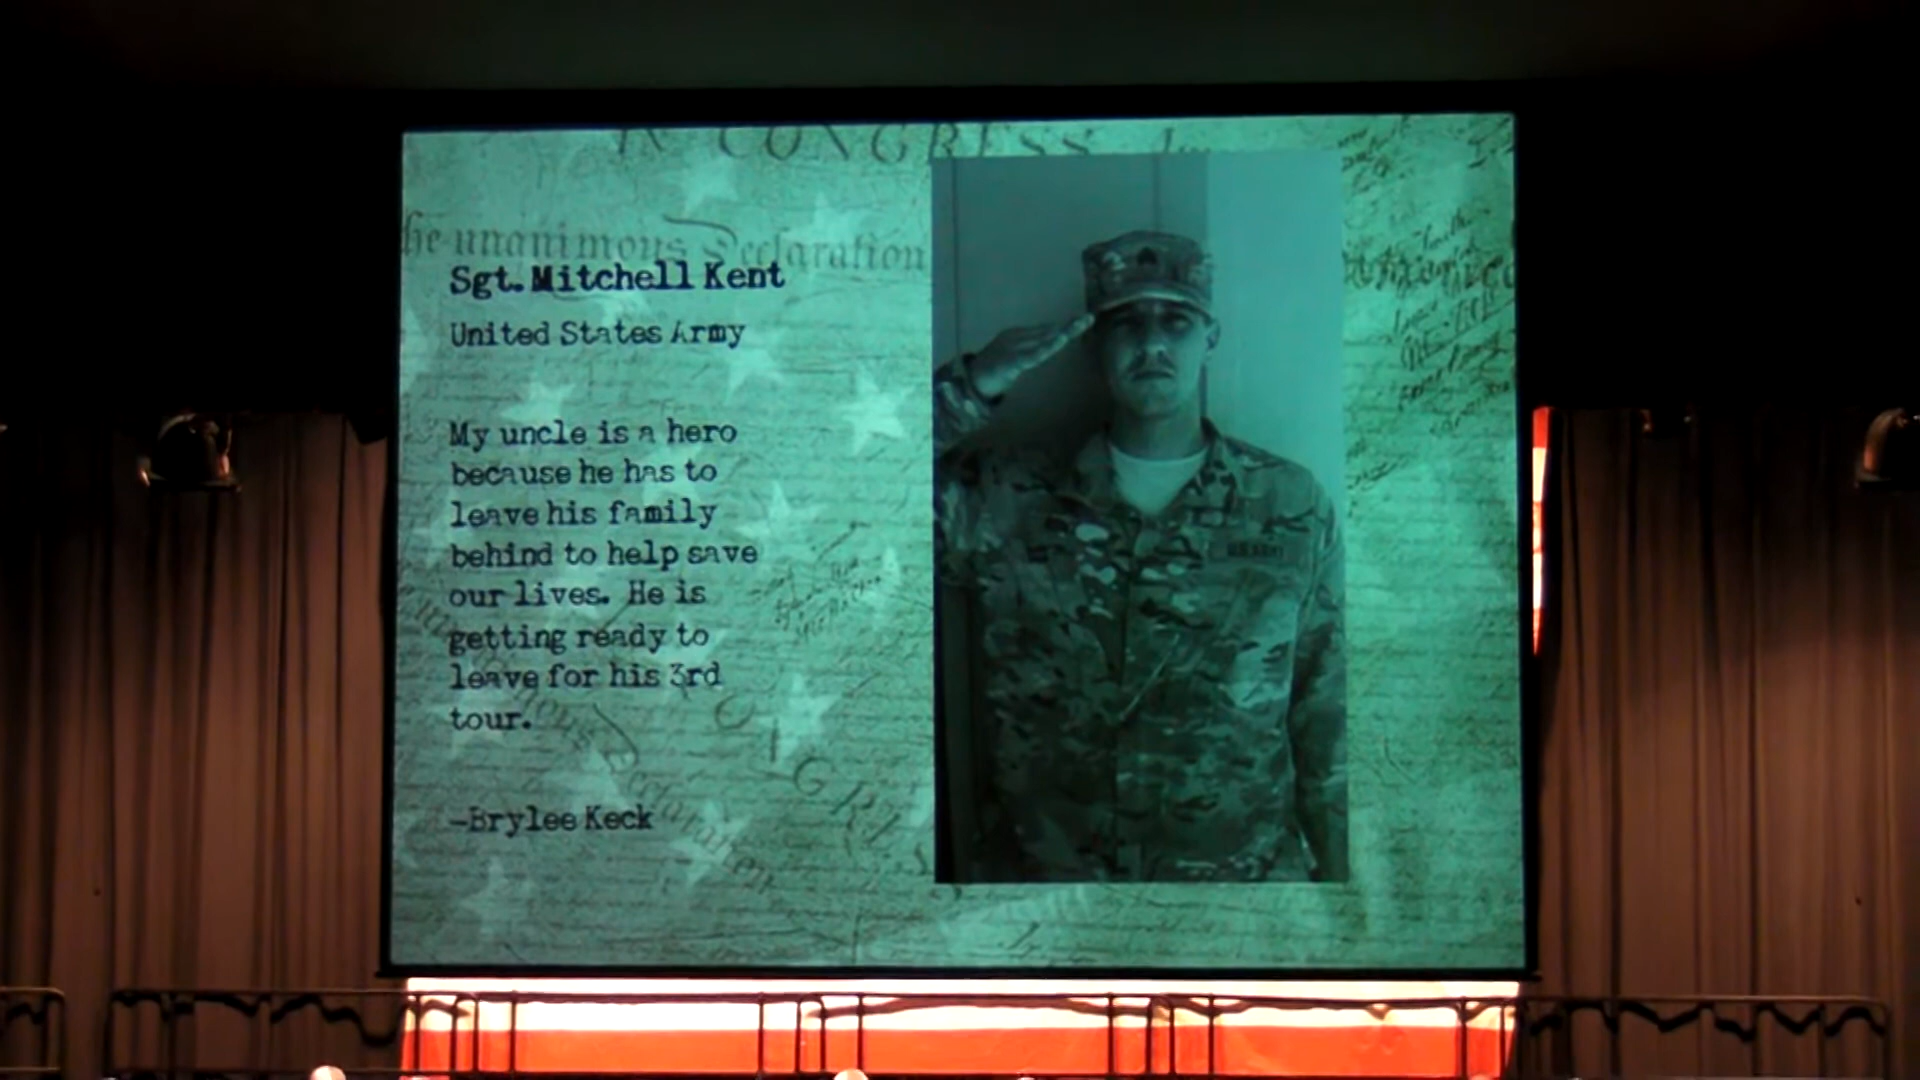 IN CONGRESS
he unanimous Declaration
Sgt. Mitchell Kent
United States Army
My uncle is a hero
because he has to
leave his family
behind to help save
our lives. He is
getting ready to
leave for his 3rd
tour.
-Brylee Keck
U.S. ARMY